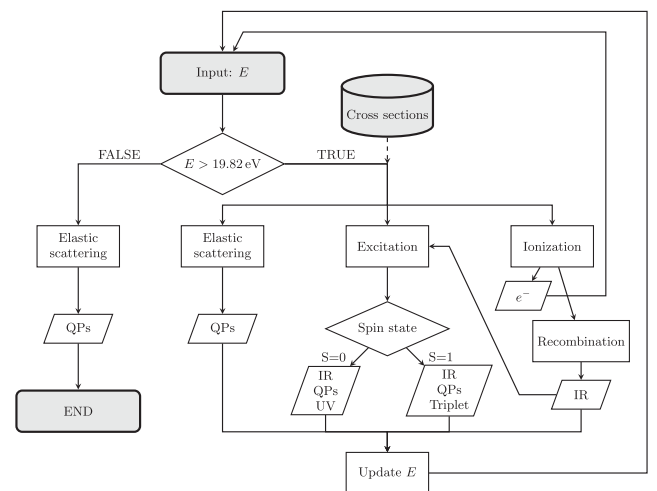 Input: E
Cross sections
FALSE
E > 19.82 eV
TRUE
Elastic
scattering
Elastic
scattering
Excitation
Ionization
e⁻
QPs
QPs
Spin state
Recombination
S=0
S=1
IR
QPs
UV
IR
QPs
Triplet
IR
END
Update E